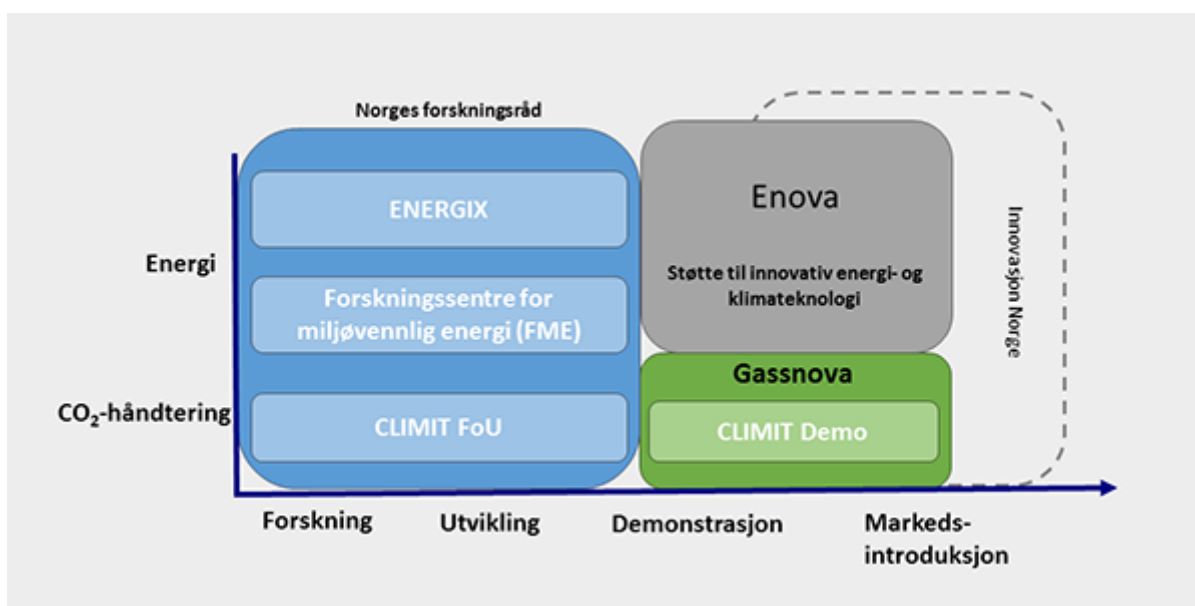 Norges forskningsråd
ENERGIX
Enova
Støtte til innovativ energi- og
klimateknologi
Innovasjon Norge
Energi
Forskningssentre for
miljøvennlig energi (FME)
Gassnova
CO₂-håndtering
CLIMIT FoU
CLIMIT Demo
Forskning
Utvikling
Demonstrasjon
Markeds-
introduksjon